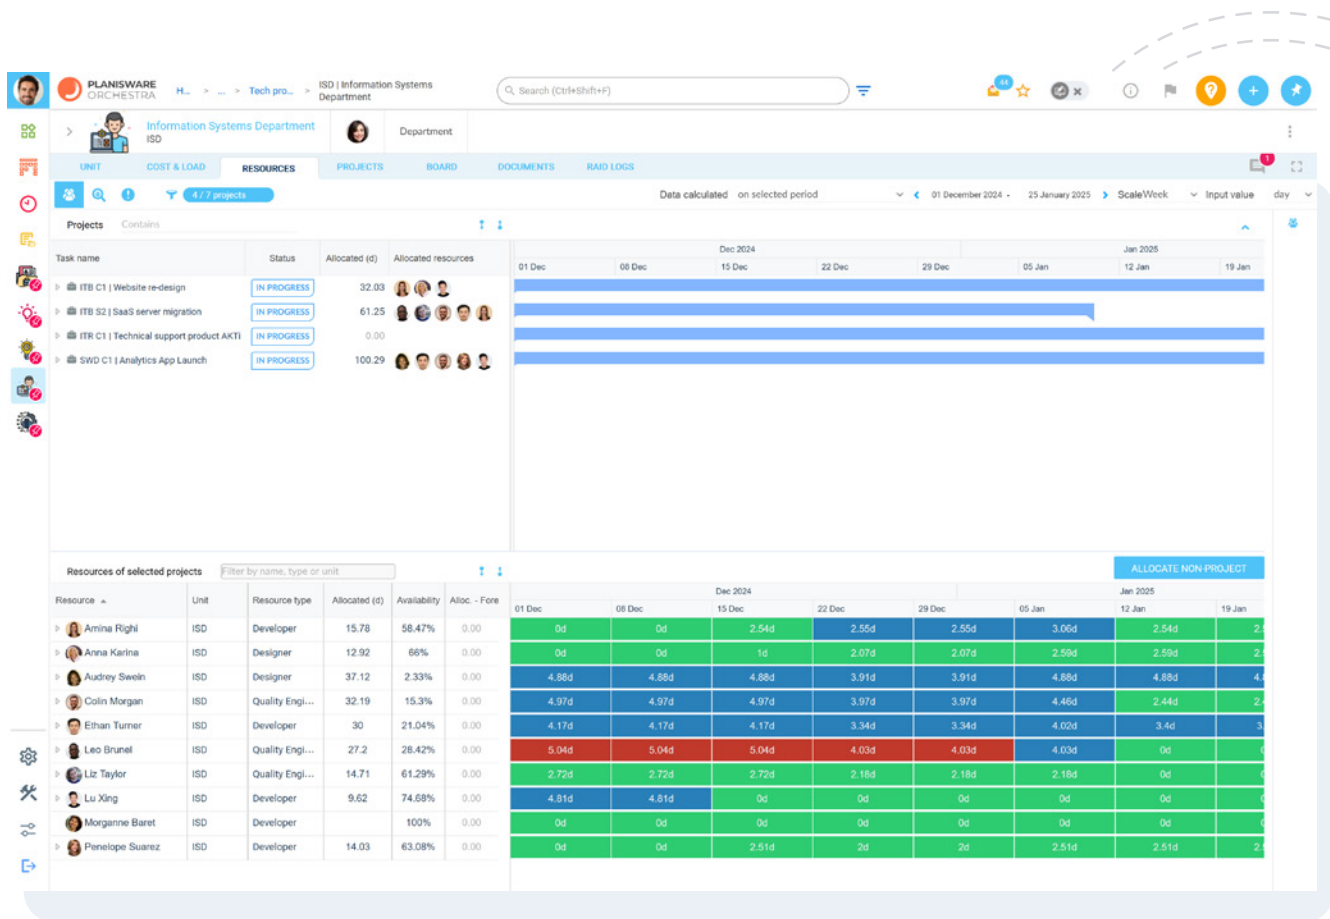 PLANISWARE
ORCHESTRA
H... > ... > Tech pro... > ISD | Information Systems Department
Search (Ctrl+Shift+F)
44
Information Systems Department
ISD
Department
UNIT COST & LOAD RESOURCES PROJECTS BOARD DOCUMENTS RAID LOGS
1
4 / 7 projects
Data calculated on selected period 01 December 2024 - 25 January 2025 Scale Week Input value day
Projects Contains
Task name Status Allocated (d) Allocated resources
Dec 2024 Jan 2025
01 Dec 08 Dec 15 Dec 22 Dec 29 Dec 05 Jan 12 Jan 19 Jan
ITB C1 | Website re-design IN PROGRESS 32.03
ITB S2 | SaaS server migration IN PROGRESS 61.25
ITR C1 | Technical support product AKTi IN PROGRESS 0.00
SWD C1 | Analytics App Launch IN PROGRESS 100.29
Resources of selected projects Filter by name, type or unit
ALLOCATE NON-PROJECT
Resource Unit Resource type Allocated (d) Availability Alloc. - Fore
Dec 2024 Jan 2025
01 Dec 08 Dec 15 Dec 22 Dec 29 Dec 05 Jan 12 Jan 19 Jan
Amina Righi ISD Developer 15.78 58.47% 0.00 0d 0d 2.54d 2.55d 2.55d 3.06d 2.54d
Anna Karina ISD Designer 12.92 66% 0.00 0d 0d 1d 2.07d 2.07d 2.59d 2.59d
Audrey Swein ISD Designer 37.12 2.33% 0.00 4.88d 4.88d 4.88d 3.91d 3.91d 4.88d 4.88d
Colin Morgan ISD Quality Engi... 32.19 15.3% 0.00 4.97d 4.97d 4.97d 3.97d 3.97d 4.46d 2.44d
Ethan Turner ISD Developer 30 21.04% 0.00 4.17d 4.17d 4.17d 3.34d 3.34d 4.02d 3.4d
Leo Brunel ISD Quality Engi... 27.2 28.42% 0.00 5.04d 5.04d 5.04d 4.03d 4.03d 4.03d 0d
Liz Taylor ISD Quality Engi... 14.71 61.29% 0.00 2.72d 2.72d 2.72d 2.18d 2.18d 2.18d 0d
Lu Xing ISD Developer 9.62 74.68% 0.00 4.81d 4.81d 0d 0d 0d 0d 0d
Morganne Baret ISD Developer 100% 0.00 0d 0d 0d 0d 0d 0d 0d
Penelope Suarez ISD Developer 14.03 63.08% 0.00 0d 0d 2.51d 2d 2d 2.51d 2.51d